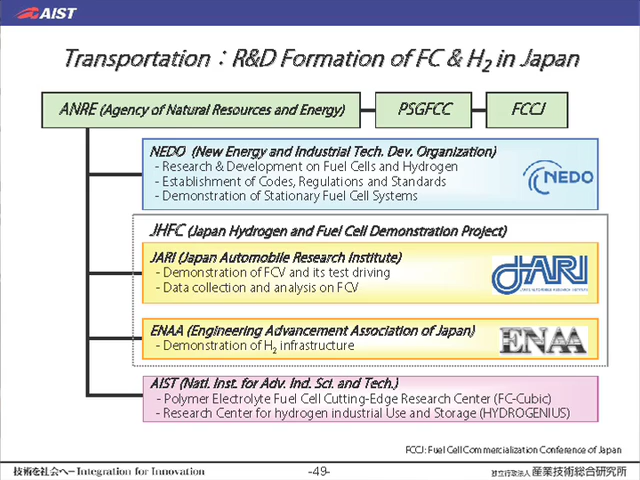 AIST
Transportation：R&D Formation of FC & H2 in Japan
ANRE (Agency of Natural Resources and Energy)
PSGFCC
FCCJ
NEDO (New Energy and Industrial Tech. Dev. Organization)
- Research & Development on Fuel Cells and Hydrogen
- Establishment of Codes, Regulations and Standards
- Demonstration of Stationary Fuel Cell Systems
NEDO
JHFC (Japan Hydrogen and Fuel Cell Demonstration Project)
JARI (Japan Automobile Research Institute)
- Demonstration of FCV and its test driving
- Data collection and analysis on FCV
JARI
JAPAN AUTOMOBILE RESEARCH INSTITUTE
ENAA (Engineering Advancement Association of Japan)
- Demonstration of H2 infrastructure
ENAA
AIST (Natl. Inst. for Adv. Ind. Sci. and Tech.)
- Polymer Electrolyte Fuel Cell Cutting-Edge Research Center (FC-Cubic)
- Research Center for hydrogen industrial Use and Storage (HYDROGENIUS)
FCCJ: Fuel Cell Commercialization Conference of Japan
技術を社会へ－Integration for Innovation
-49-
独立行政法人 産業技術総合研究所